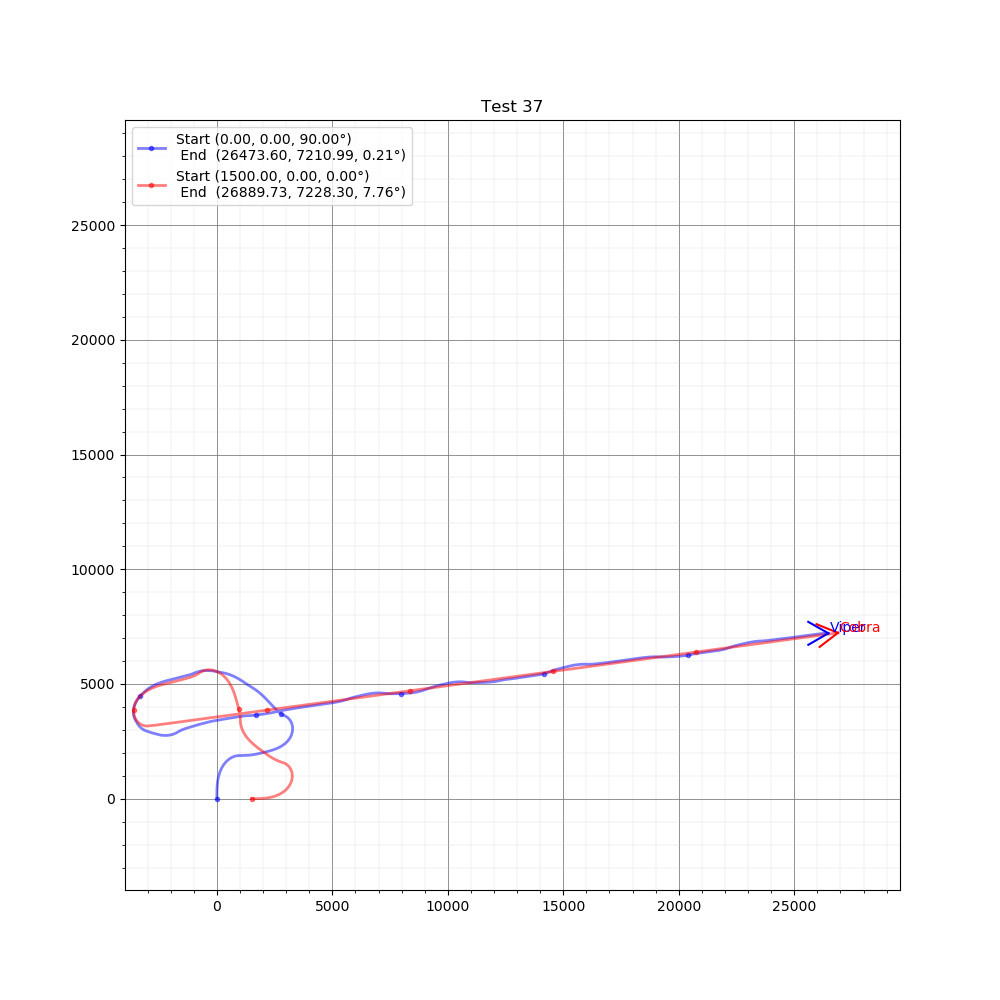 Test 37
Start (0.00, 0.00, 90.00°)
End  (26473.60, 7210.99, 0.21°)
Start (1500.00, 0.00, 0.00°)
End  (26889.73, 7228.30, 7.76°)
25000
20000
15000
10000
Viper
Cobra
5000
0
0 5000 10000 15000 20000 25000